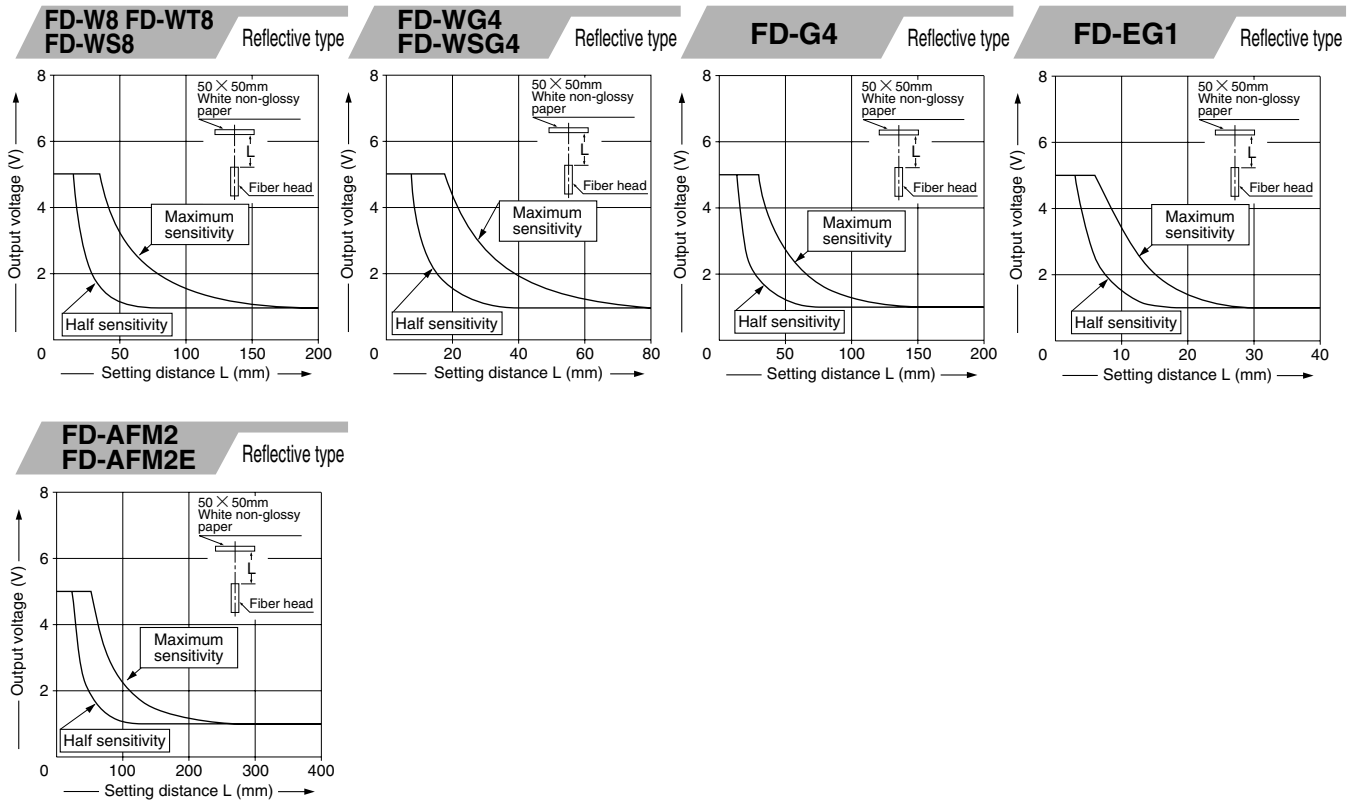 FD-W8 FD-WT8
FD-WS8
Reflective type
8
6
4
2
0
50
100
150
200
Output voltage (V)
Setting distance L (mm)
50 × 50mm
White non-glossy
paper
L
Fiber head
Maximum
sensitivity
Half sensitivity
FD-WG4
FD-WSG4
Reflective type
8
6
4
2
0
20
40
60
80
Output voltage (V)
Setting distance L (mm)
50 × 50mm
White non-glossy
paper
L
Fiber head
Maximum
sensitivity
Half sensitivity
FD-G4
Reflective type
8
6
4
2
0
50
100
150
200
Output voltage (V)
Setting distance L (mm)
50 × 50mm
White non-glossy
paper
L
Fiber head
Maximum
sensitivity
Half sensitivity
FD-EG1
Reflective type
8
6
4
2
0
10
20
30
40
Output voltage (V)
Setting distance L (mm)
50 × 50mm
White non-glossy
paper
L
Fiber head
Maximum
sensitivity
Half sensitivity
FD-AFM2
FD-AFM2E
Reflective type
8
6
4
2
0
100
200
300
400
Output voltage (V)
Setting distance L (mm)
50 × 50mm
White non-glossy
paper
L
Fiber head
Maximum
sensitivity
Half sensitivity